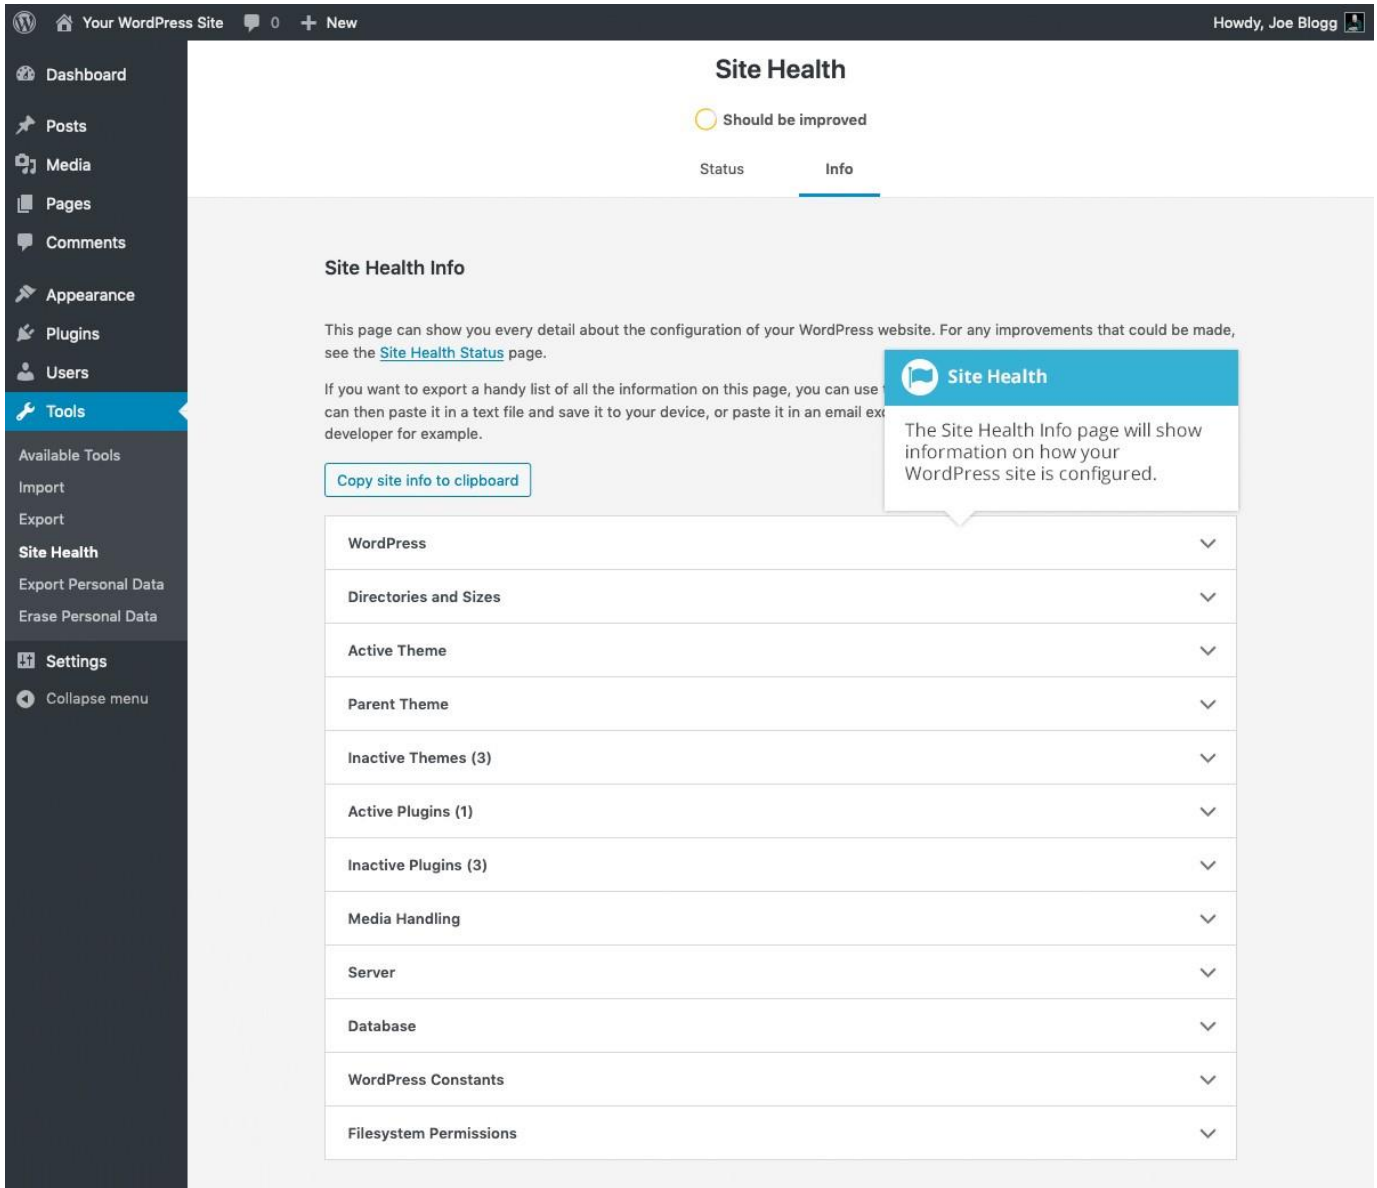 Your WordPress Site 0 + New
Howdy, Joe Blogg
Dashboard
Posts
Media
Pages
Comments
Appearance
Plugins
Users
Tools
Available Tools
Import
Export
Site Health
Export Personal Data
Erase Personal Data
Settings
Collapse menu
Site Health
Should be improved
Status Info
Site Health Info
This page can show you every detail about the configuration of your WordPress website. For any improvements that could be made,
see the Site Health Status page.
If you want to export a handy list of all the information on this page, you can use
can then paste it in a text file and save it to your device, or paste it in an email
developer for example.
Site Health
The Site Health Info page will show
information on how your
WordPress site is configured.
Copy site info to clipboard
WordPress
Directories and Sizes
Active Theme
Parent Theme
Inactive Themes (3)
Active Plugins (1)
Inactive Plugins (3)
Media Handling
Server
Database
WordPress Constants
Filesystem Permissions